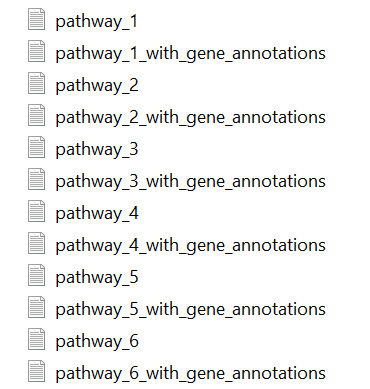 pathway_1
pathway_1_with_gene_annotations
pathway_2
pathway_2_with_gene_annotations
pathway_3
pathway_3_with_gene_annotations
pathway_4
pathway_4_with_gene_annotations
pathway_5
pathway_5_with_gene_annotations
pathway_6
pathway_6_with_gene_annotations